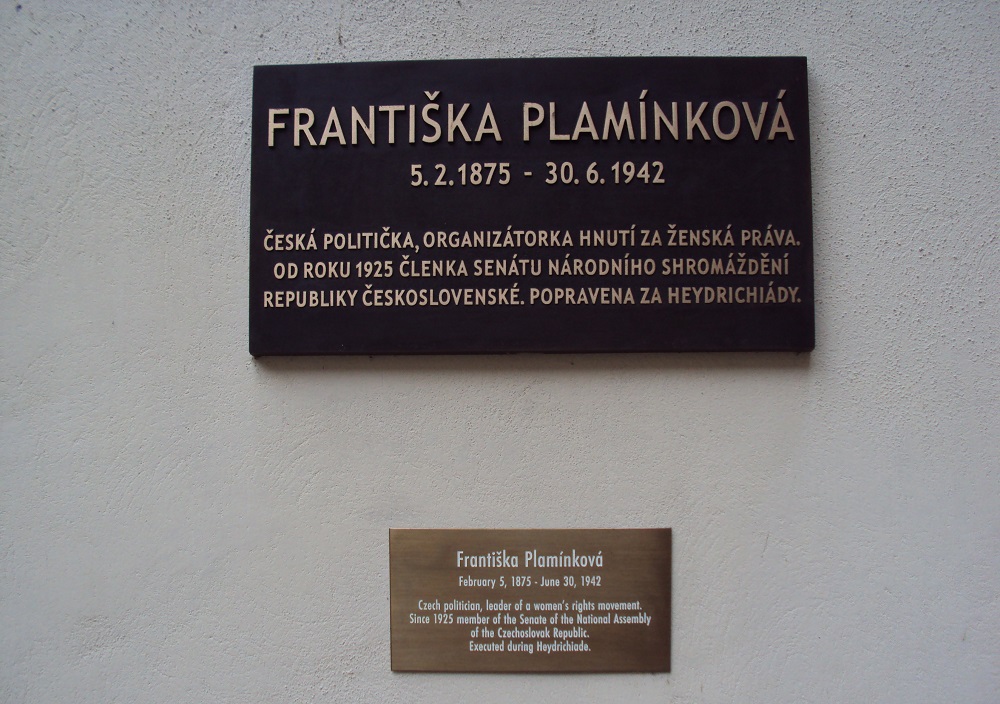 FRANTIŠKA PLAMÍNKOVÁ
5.2.1875 - 30.6.1942
ČESKÁ POLITIČKA, ORGANIZÁTORKA HNUTÍ ZA ŽENSKÁ PRÁVA.
OD ROKU 1925 ČLENKA SENÁTU NÁRODNÍHO SHROMÁŽDĚNÍ
REPUBLIKY ČESKOSLOVENSKÉ. POPRAVENA ZA HEYDRICHIÁDY.
Františka Plamínková
February 5, 1875 - June 30, 1942
Czech politician, leader of a women's rights movement.
Since 1925 member of the Senate of the National Assembly
of the Czechoslovak Republic.
Executed during Heydrichiade.